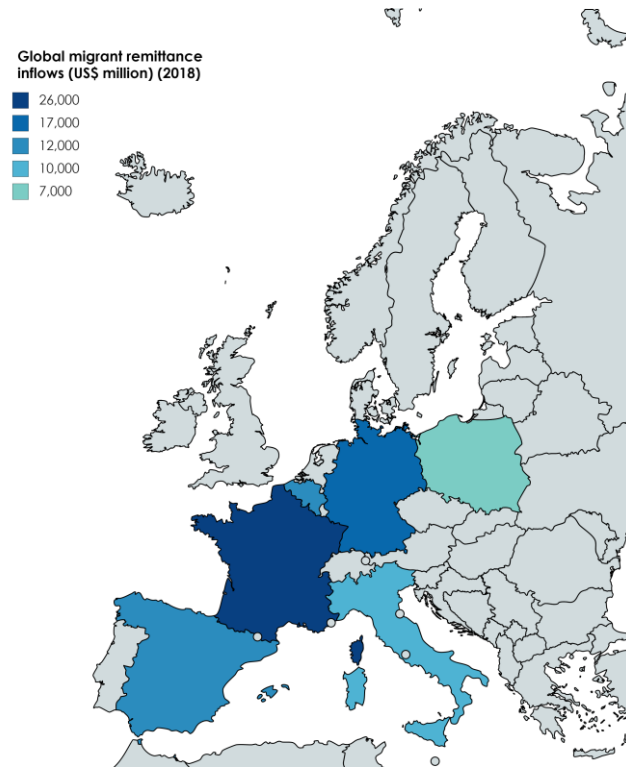 Global migrant remittance
inflows (US$ million) (2018)
26,000
17,000
12,000
10,000
7,000